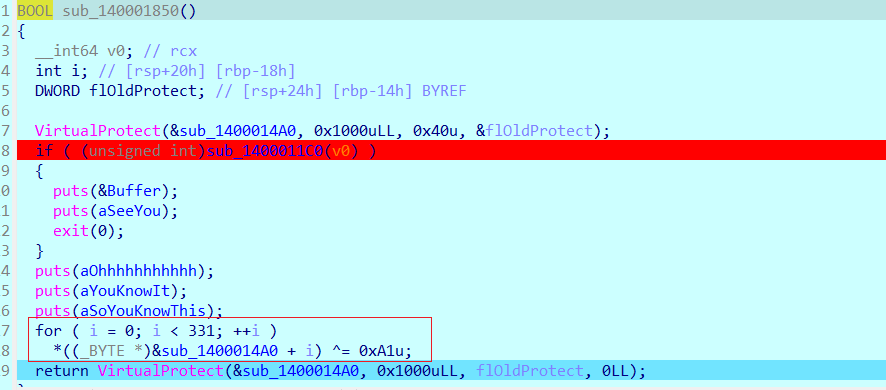 1 BOOL sub_140001850()
2 {
3 __int64 v0; // rcx
4 int i; // [rsp+20h] [rbp-18h]
5 DWORD flOldProtect; // [rsp+24h] [rbp-14h] BYREF
6
7 VirtualProtect(&sub_1400014A0, 0x1000uLL, 0x40u, &flOldProtect);
8 if ( (unsigned int)sub_1400011C0(v0) )
9 {
0 puts(&Buffer);
1 puts(aSeeYou);
2 exit(0);
3 }
4 puts(aOhhhhhhhhhhh);
5 puts(aYouKnowIt);
6 puts(aSoYouKnowThis);
7 for ( i = 0; i < 331; ++i )
8 *((_BYTE *)&sub_1400014A0 + i) ^= 0xA1u;
9 return VirtualProtect(&sub_1400014A0, 0x1000uLL, flOldProtect, 0LL);